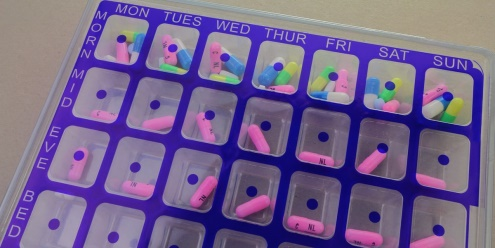 MON TUES WED THUR FRI SAT SUN
MORN
MID
EVE
BED